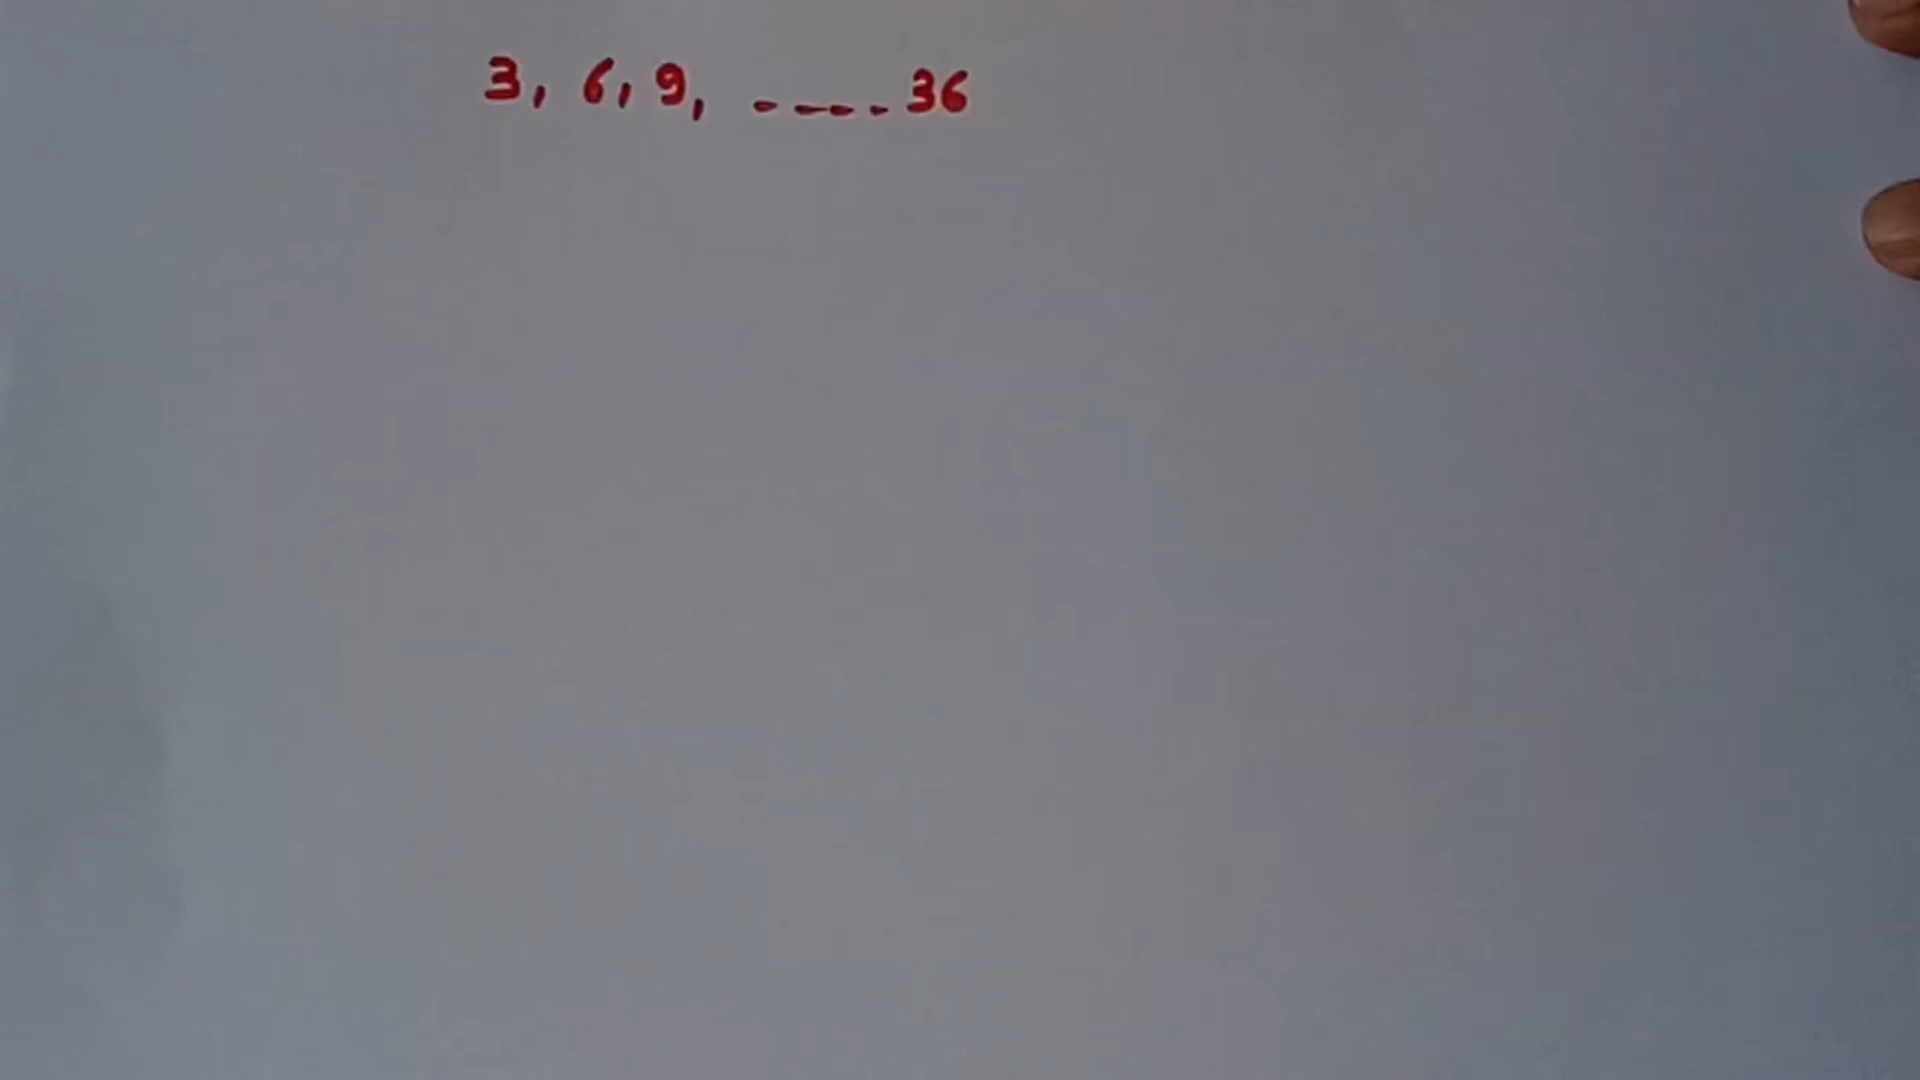 3, 6, 9, ---- 36